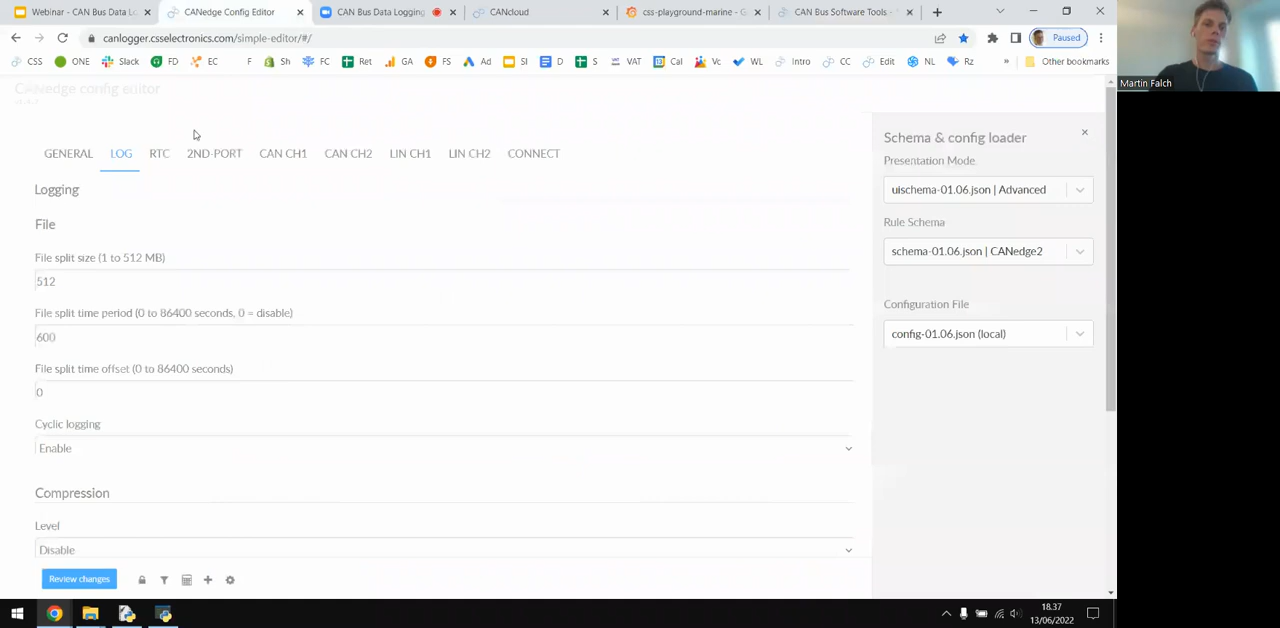 Webinar - CAN Bus Data Lo
CANedge Config Editor
CAN Bus Data Logging
CANcloud
css-playground-marine - G
CAN Bus Software Tools -
canlogger.csselectronics.com/simple-editor/#/
Paused
CSS
ONE
Slack
FD
EC
F
Sh
FC
Ret
GA
FS
Ad
SI
D
S
VAT
Cal
Vc
WL
Intro
CC
Edit
NL
Rz
»
Other bookmarks
Martin Falch
CANedge config editor
GENERAL
LOG
RTC
2ND-PORT
CAN CH1
CAN CH2
LIN CH1
LIN CH2
CONNECT
Logging
File
File split size (1 to 512 MB)
512
File split time period (0 to 86400 seconds, 0 = disable)
600
File split time offset (0 to 86400 seconds)
0
Cyclic logging
Enable
Compression
Level
Disable
Review changes
Schema & config loader
Presentation Mode
uischema-01.06.json | Advanced
Rule Schema
schema-01.06.json | CANedge2
Configuration File
config-01.06.json (local)
18.37
13/06/2022